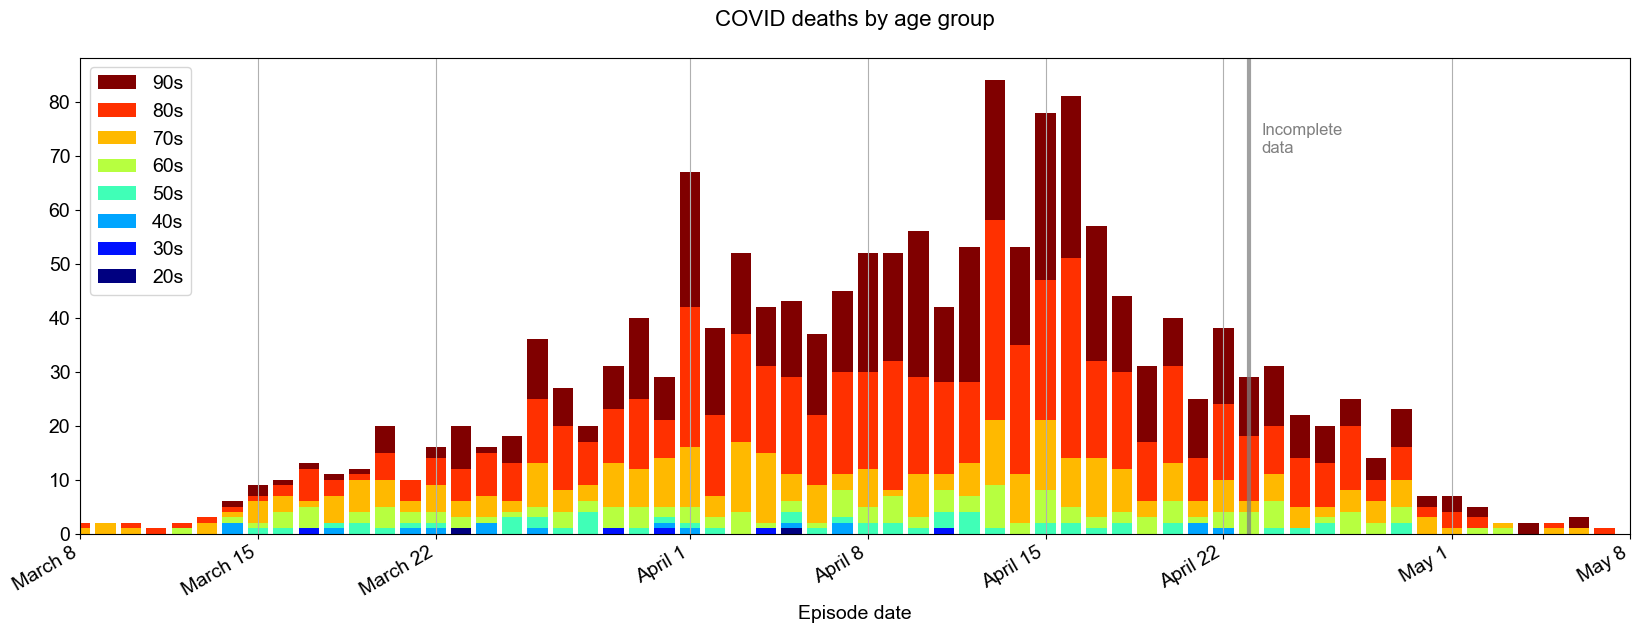 COVID deaths by age group
90s
80s
70s
60s
50s
40s
30s
20s
Incomplete
data
80
70
60
50
40
30
20
10
0
March 8
March 15
March 22
April 1
April 8
April 15
April 22
May 1
May 8
Episode date